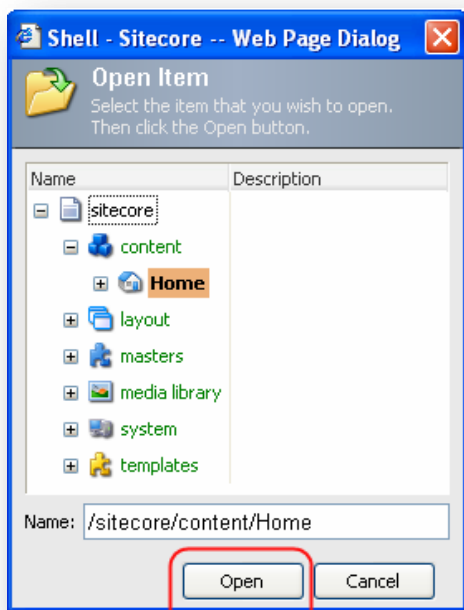 Shell - Sitecore -- Web Page Dialog
Open Item
Select the item that you wish to open.
Then click the Open button.
Name Description
sitecore
content
Home
layout
masters
media library
system
templates
Name: /sitecore/content/Home
Open Cancel